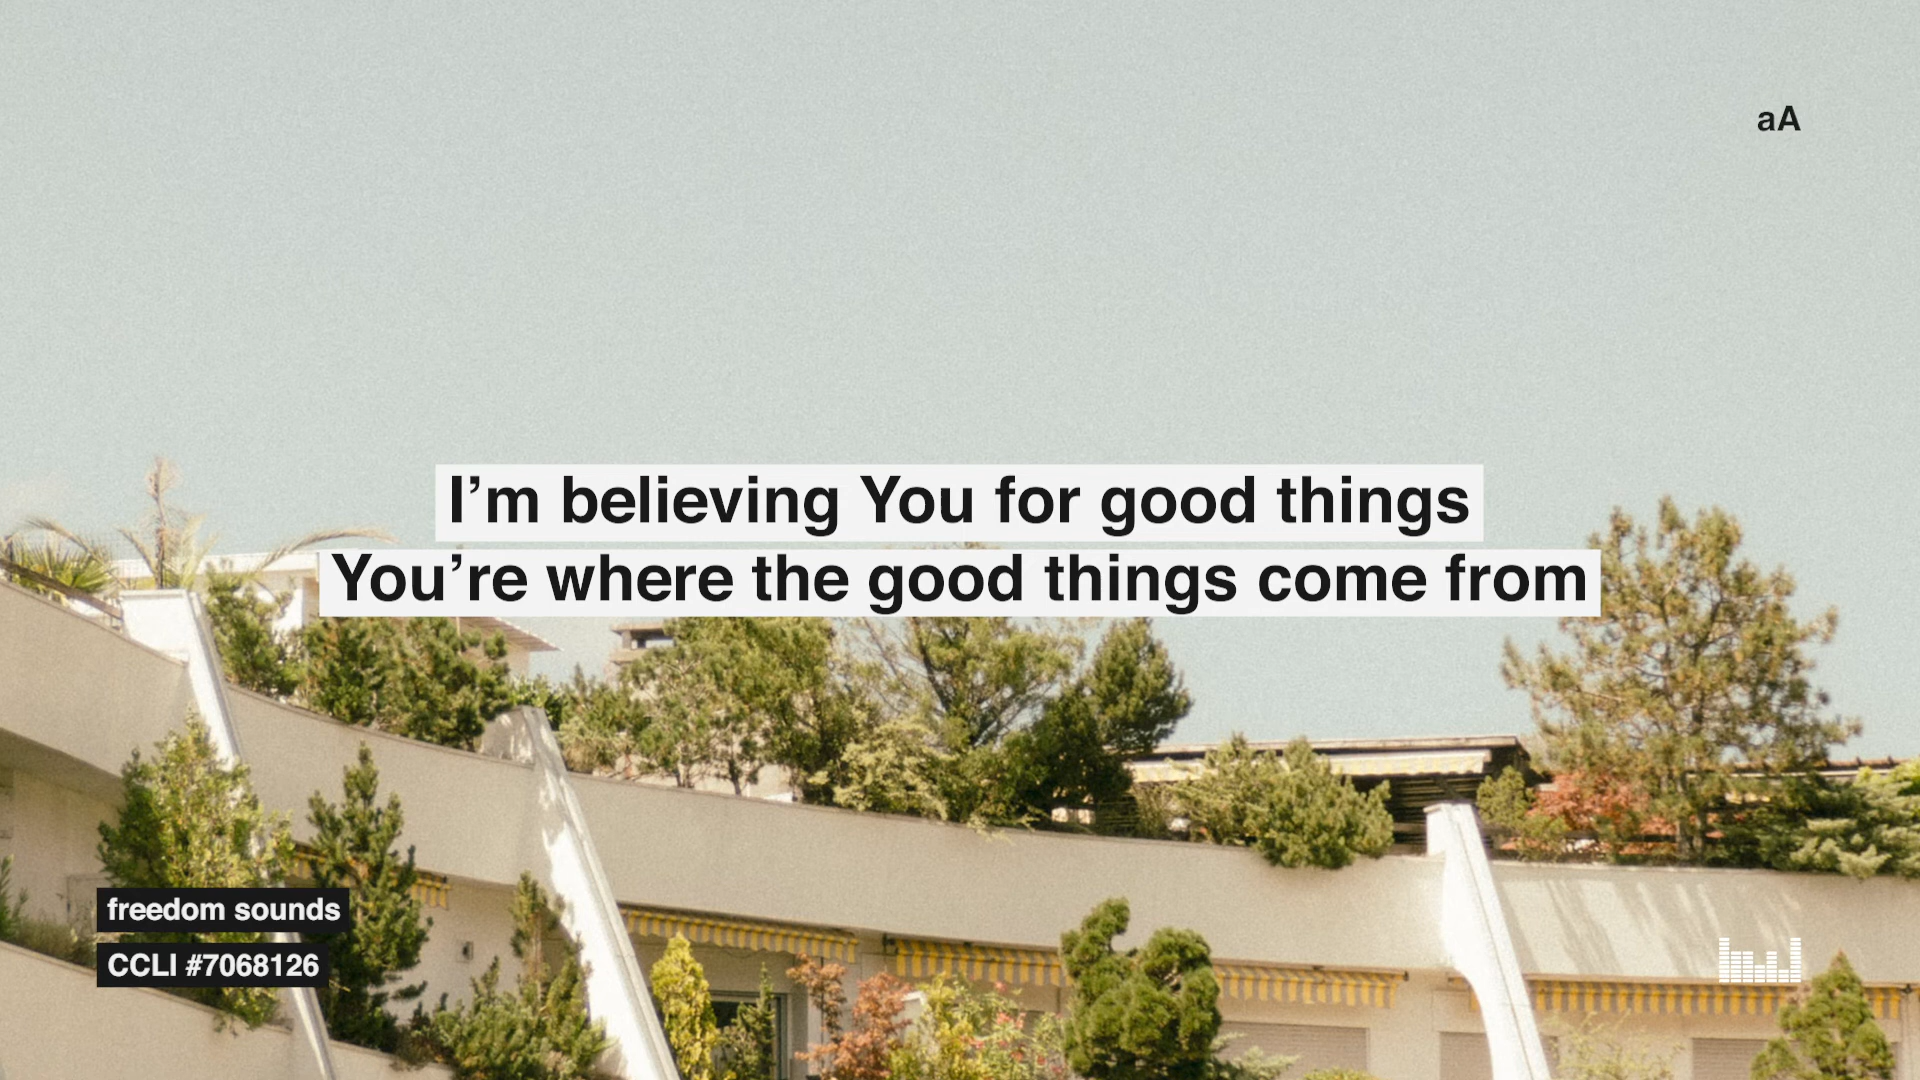 aA
I’m believing You for good things
You’re where the good things come from
freedom sounds
CCLI #7068126